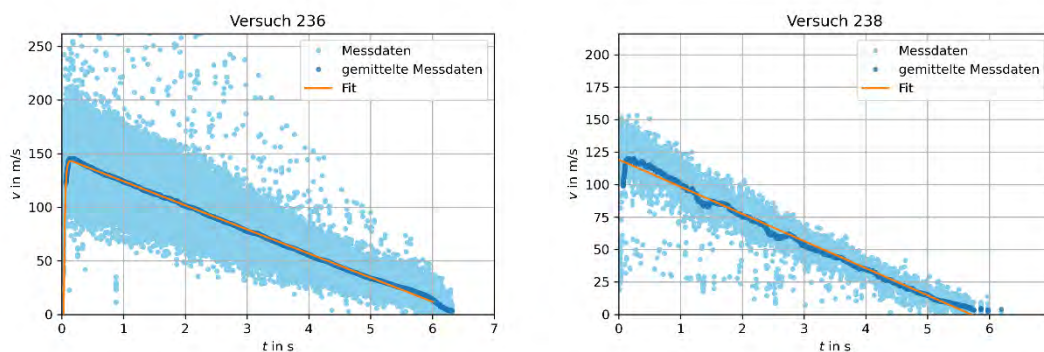 Versuch 236
Messdaten
gemittelte Messdaten
Fit
250
200
150
100
50
0
v in m/s
0 1 2 3 4 5 6 7
t in s
Versuch 238
Messdaten
gemittelte Messdaten
Fit
200
175
150
125
100
75
50
25
0
v in m/s
0 1 2 3 4 5 6
t in s